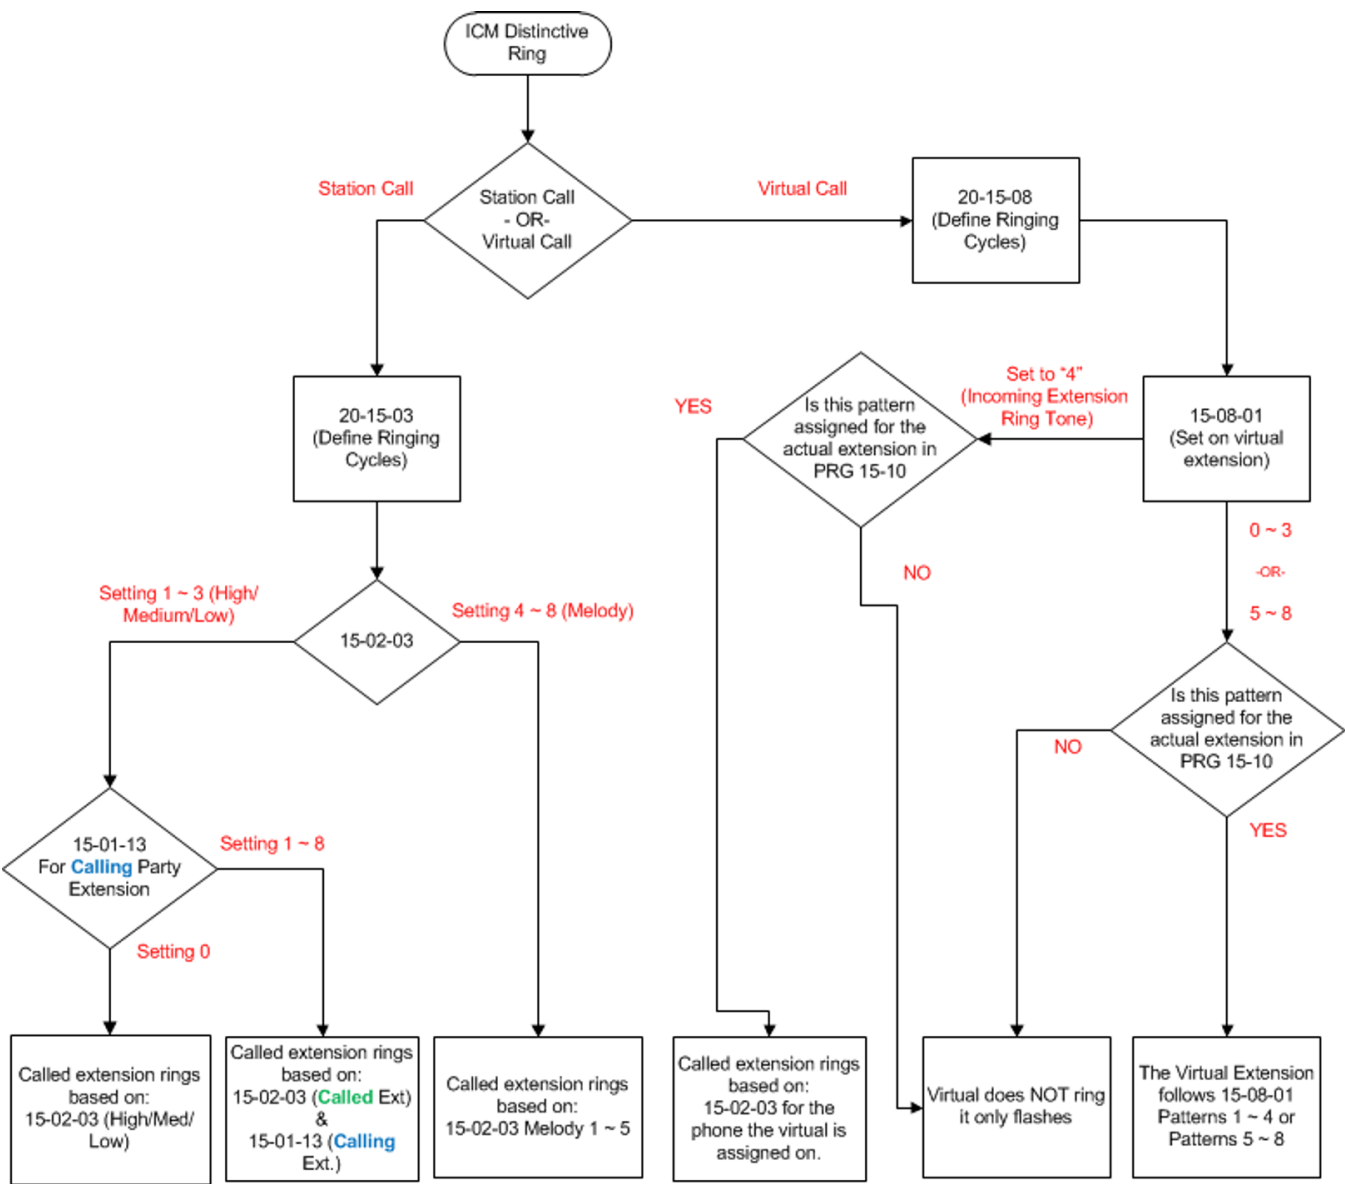 ICM Distinctive
Ring
Station Call
Station Call
- OR-
Virtual Call
Virtual Call
20-15-08
(Define Ringing
Cycles)
20-15-03
(Define Ringing
Cycles)
YES
Is this pattern
assigned for the
actual extension in
PRG 15-10
Set to “4”
(Incoming Extension
Ring Tone)
15-08-01
(Set on virtual
extension)
0 ~ 3
-OR-
5 ~ 8
NO
Setting 1 ~ 3 (High/
Medium/Low)
15-02-03
Setting 4 ~ 8 (Melody)
Is this pattern
assigned for the
actual extension in
PRG 15-10
NO
YES
15-01-13
For Calling Party
Extension
Setting 1 ~ 8
Setting 0
Called extension rings
based on:
15-02-03 (High/Med/
Low)
Called extension rings
based on:
15-02-03 (Called Ext)
&
15-01-13 (Calling
Ext.)
Called extension rings
based on:
15-02-03 Melody 1 ~ 5
Called extension rings
based on:
15-02-03 for the
phone the virtual is
assigned on.
Virtual does NOT ring
it only flashes
The Virtual Extension
follows 15-08-01
Patterns 1 ~ 4 or
Patterns 5 ~ 8